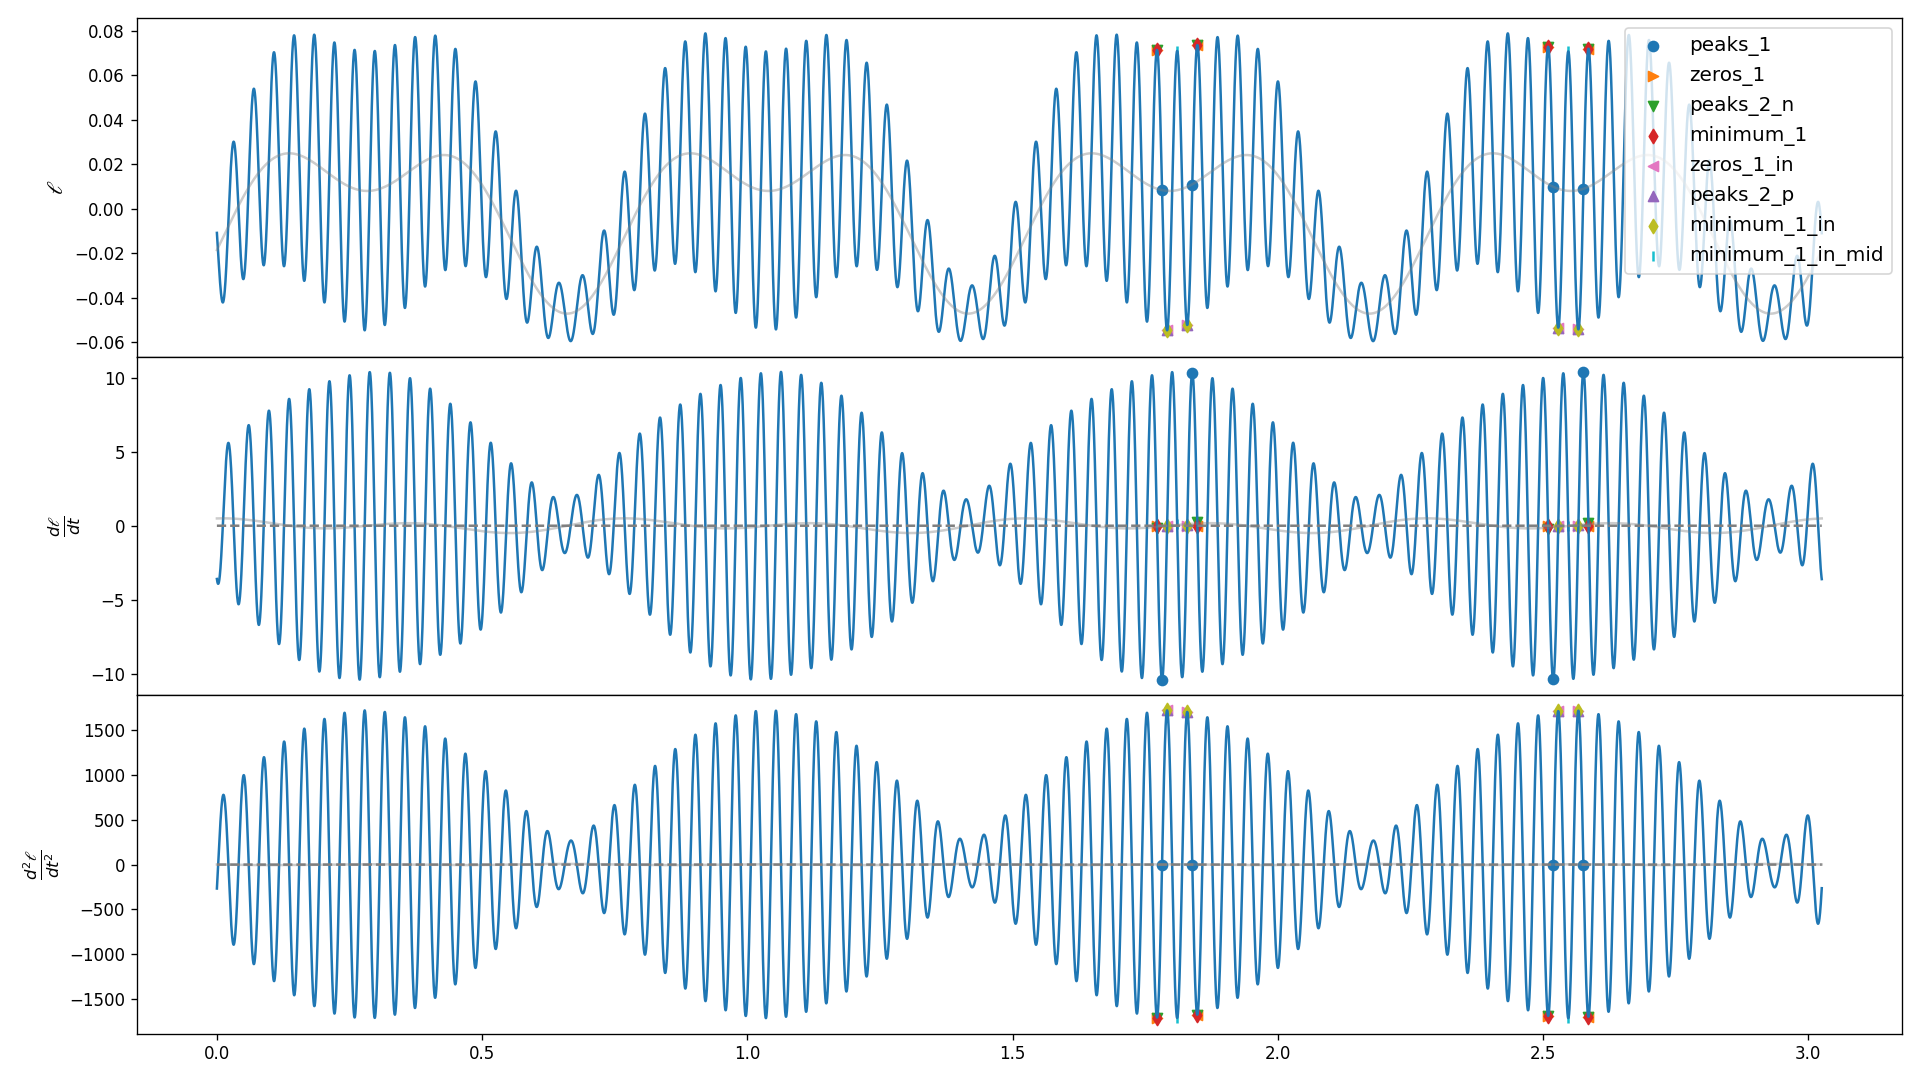 0.08
0.06
0.04
0.02
0.00
−0.02
−0.04
−0.06
ℓ
peaks_1
zeros_1
peaks_2_n
minimum_1
zeros_1_in
peaks_2_p
minimum_1_in
minimum_1_in_mid
10
5
0
−5
−10
dℓ/dt
1500
1000
500
0
−500
−1000
−1500
d²ℓ/dt²
0.0 0.5 1.0 1.5 2.0 2.5 3.0